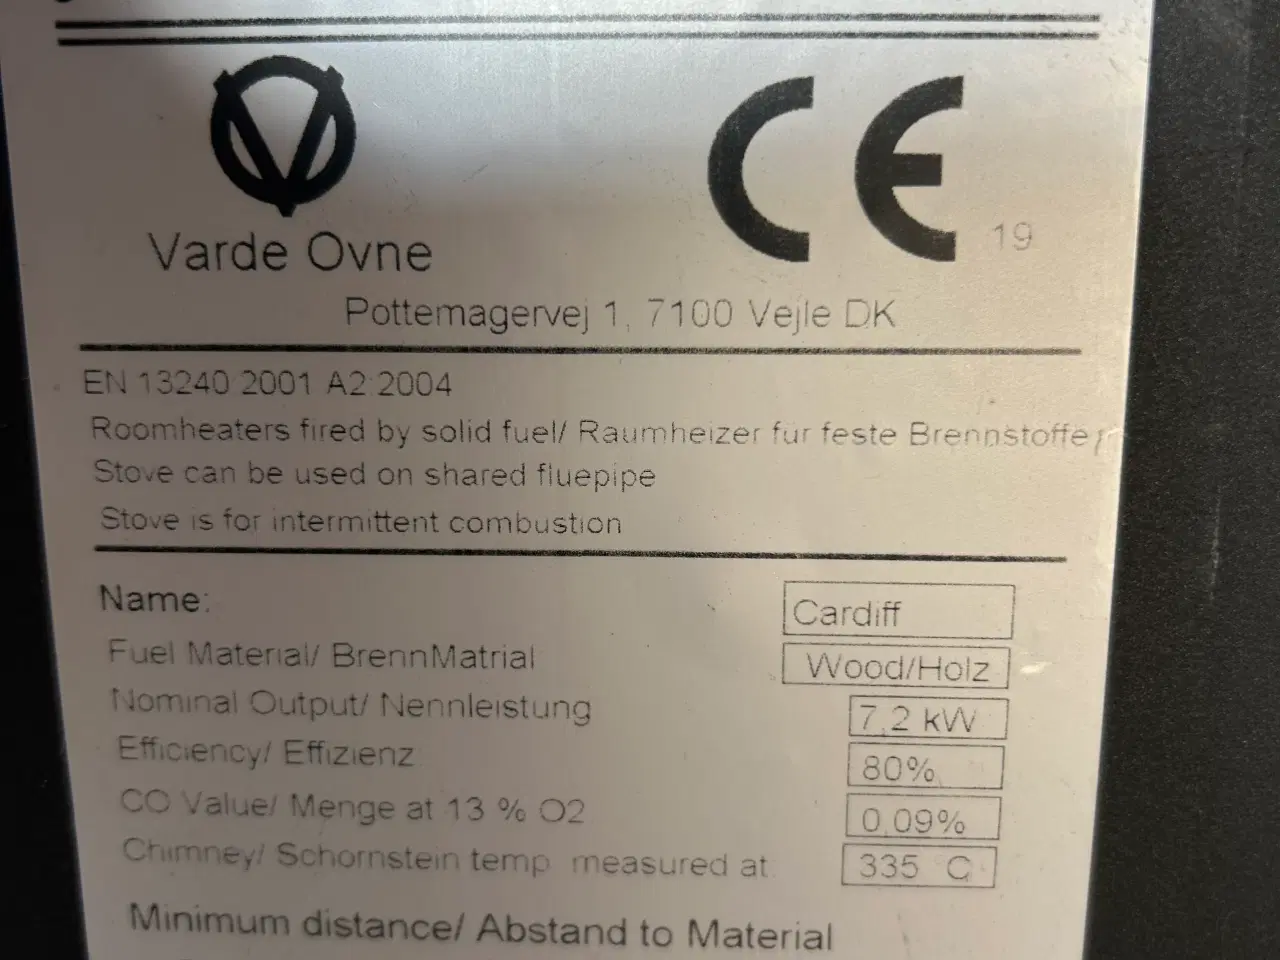 CE 19
Varde Ovne
Pottemagervej 1, 7100 Vejle DK
EN 13240 2001 A2:2004
Roomheaters fired by solid fuel/ Raumheizer fur feste Brennstoffe
Stove can be used on shared fluepipe
Stove is for intermittent combustion
Name: Cardiff
Fuel Material/ BrennMatrial Wood/Holz
Nominal Output/ Nennleistung 7,2 kW
Efficiency/ Effizienz 80%
CO Value/ Menge at 13 % O2 0,09%
Chimney/ Schornstein temp measured at 335 C
Minimum distance/ Abstand to Material